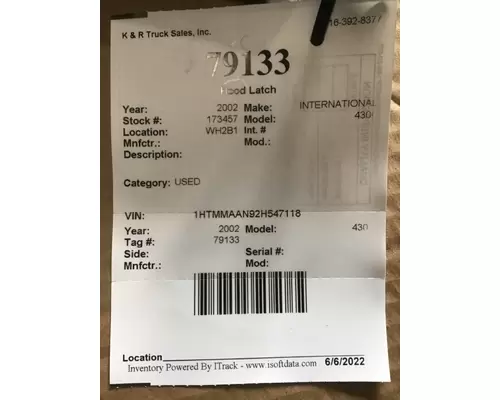 K & R Truck Sales, Inc. 16-392-8377
79133
Hood Latch
Year: 2002 Make: INTERNATIONAL
Stock #: 173457 Model: 430
Location: WH2B1 Int. #
Mnfctr.: Mod.:
Description:
Category: USED
VIN: 1HTMMAAN92H547118
Year: 2002 Model: 430
Tag #: 79133
Side: Serial #:
Mnfctr.: Mod:
Location
Inventory Powered By ITrack - www.isoftdata.com 6/6/2022